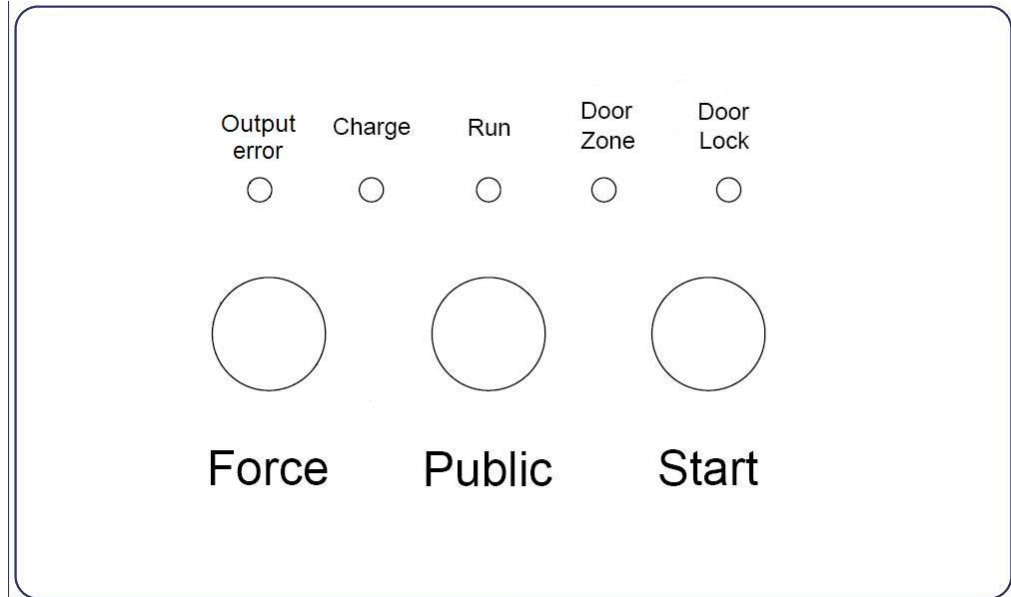 Output
error
Charge
Run
Door
Zone
Door
Lock
Force
Public
Start